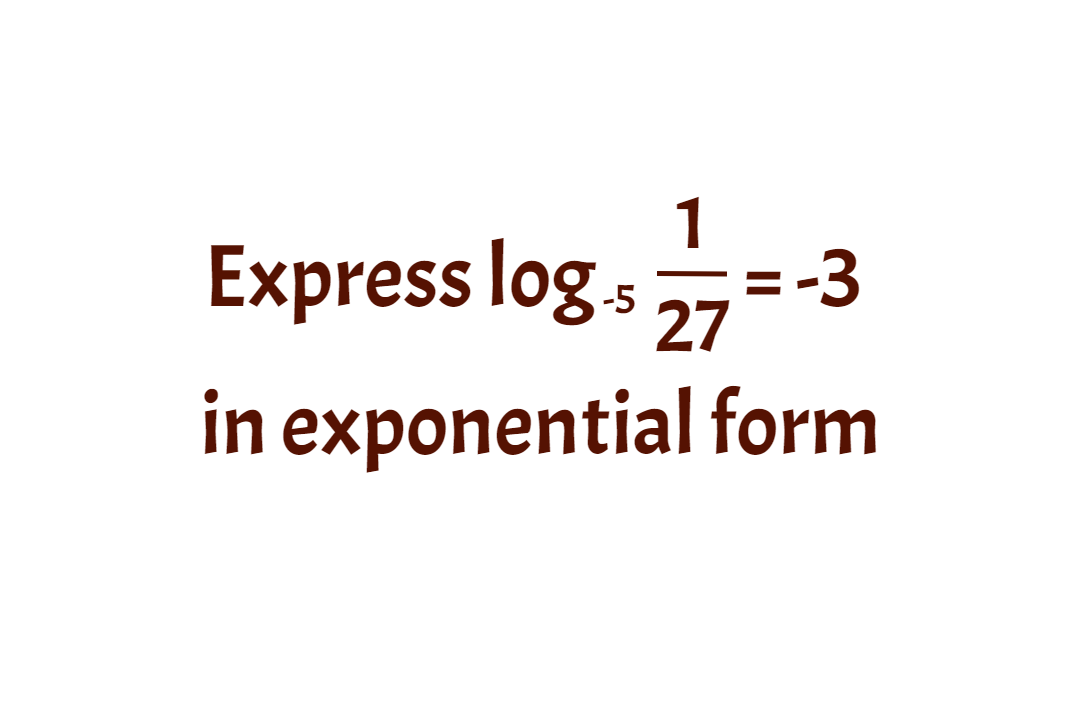 Express log -5 1/27 = -3
in exponential form